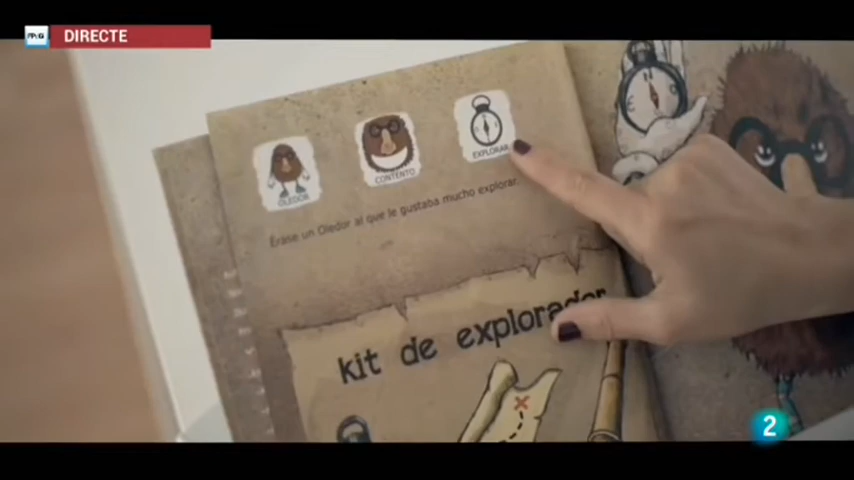 DIRECTE
OLEDOR
CONTENTO
EXPLORAR
Érase un Oledor al que le gustaba mucho explorar.
kit de explorador
N
2